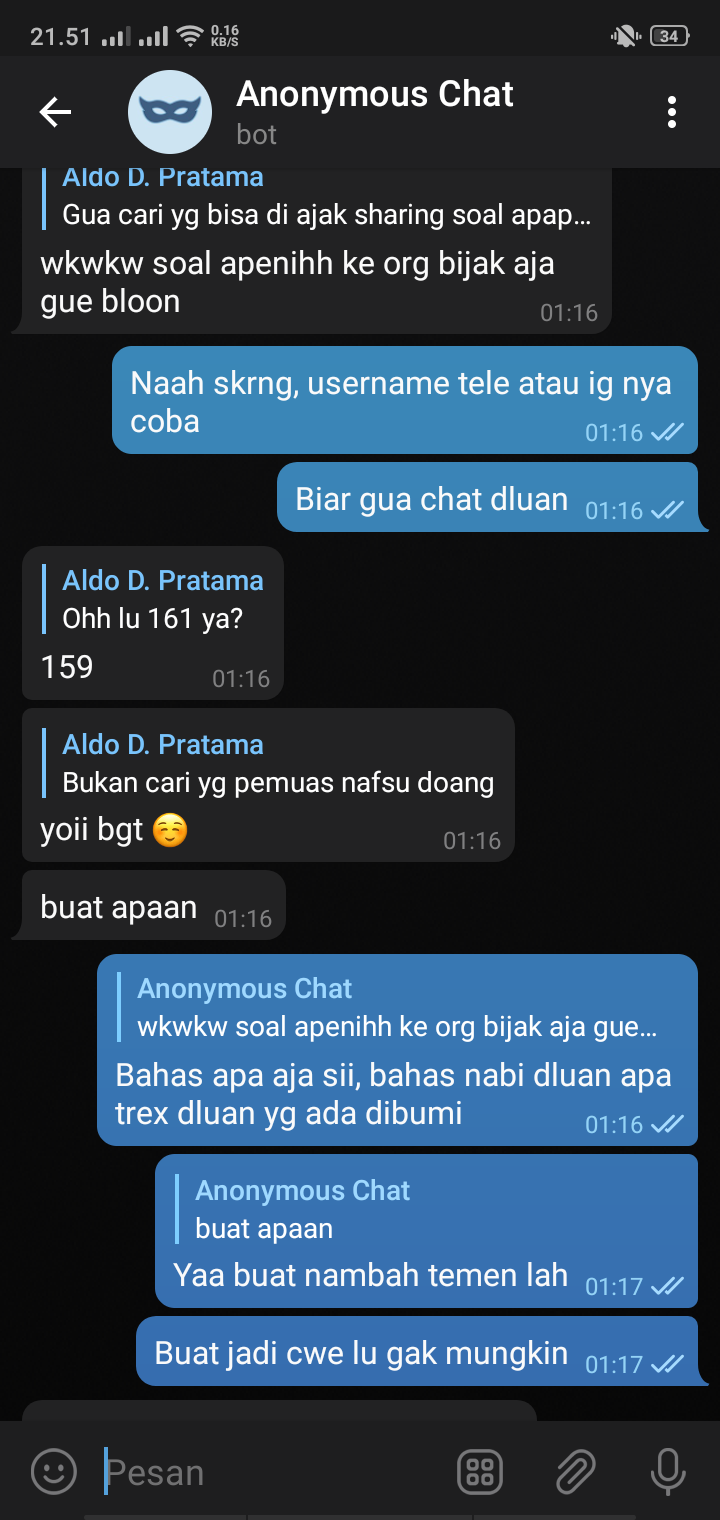 21.51
0.16
KB/S
34
Anonymous Chat
bot
Aldo D. Pratama
Gua cari yg bisa di ajak sharing soal apap...
wkwkw soal apenihh ke org bijak aja
gue bloon
01:16
Naah skrng, username tele atau ig nya
coba
01:16
Biar gua chat dluan
01:16
Aldo D. Pratama
Ohh lu 161 ya?
159
01:16
Aldo D. Pratama
Bukan cari yg pemuas nafsu doang
yoii bgt ☺️
01:16
buat apaan
01:16
Anonymous Chat
wkwkw soal apenihh ke org bijak aja gue...
Bahas apa aja sii, bahas nabi dluan apa
trex dluan yg ada dibumi
01:16
Anonymous Chat
buat apaan
Yaa buat nambah temen lah
01:17
Buat jadi cwe lu gak mungkin
01:17
Pesan